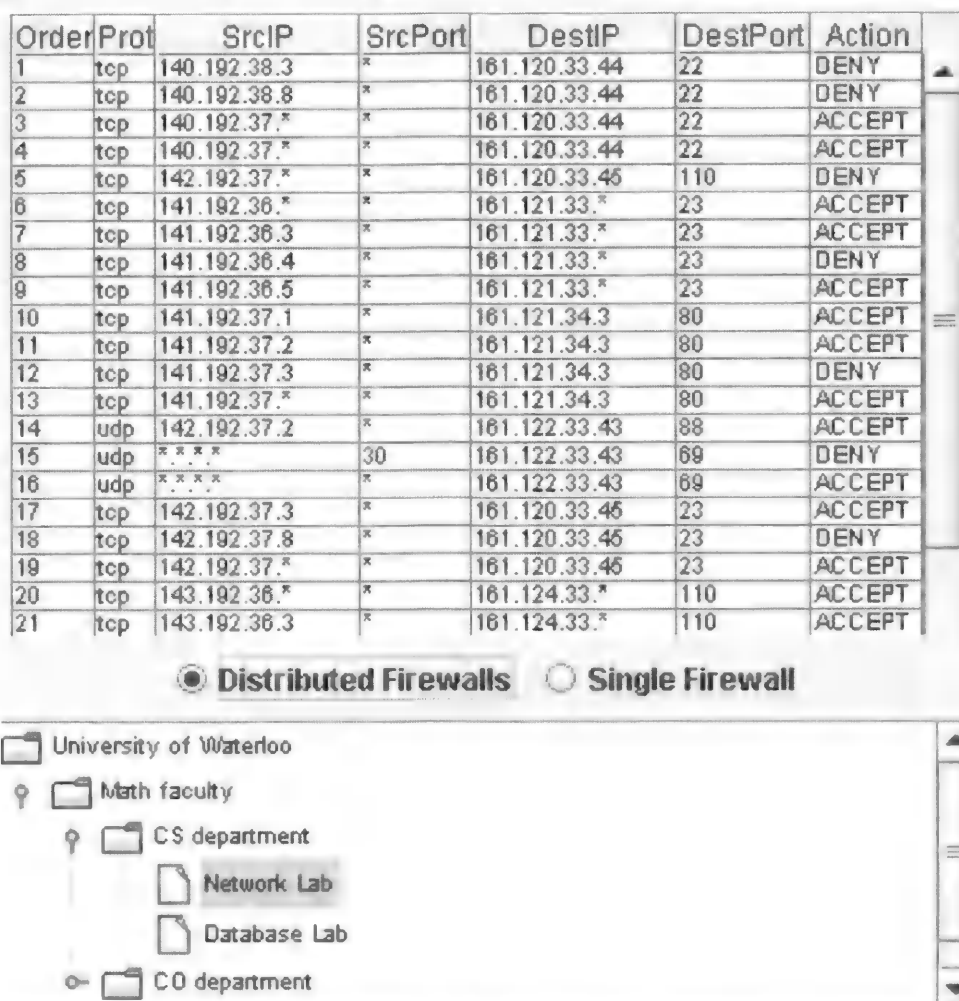 Order Prot SrcIP SrcPort DestIP DestPort Action
1 tcp 140.192.38.3 * 161.120.33.44 22 DENY
2 tcp 140.192.38.8 * 161.120.33.44 22 DENY
3 tcp 140.192.37.* * 161.120.33.44 22 ACCEPT
4 tcp 140.192.37.* * 161.120.33.44 22 ACCEPT
5 tcp 142.192.37.* * 161.120.33.45 110 DENY
6 tcp 141.192.36.* * 161.121.33.* 23 ACCEPT
7 tcp 141.192.36.3 * 161.121.33.* 23 ACCEPT
8 tcp 141.192.36.4 * 161.121.33.* 23 DENY
9 tcp 141.192.36.5 * 161.121.33.* 23 ACCEPT
10 tcp 141.192.37.1 * 161.121.34.3 80 ACCEPT
11 tcp 141.192.37.2 * 161.121.34.3 80 ACCEPT
12 tcp 141.192.37.3 * 161.121.34.3 80 DENY
13 tcp 141.192.37.* * 161.121.34.3 80 ACCEPT
14 udp 142.192.37.2 * 161.122.33.43 88 ACCEPT
15 udp *.*.*.* 30 161.122.33.43 69 DENY
16 udp *.*.*.* * 161.122.33.43 69 ACCEPT
17 tcp 142.192.37.3 * 161.120.33.45 23 ACCEPT
18 tcp 142.192.37.8 * 161.120.33.45 23 DENY
19 tcp 142.192.37.* * 161.120.33.45 23 ACCEPT
20 tcp 143.192.36.* * 161.124.33.* 110 ACCEPT
21 tcp 143.192.36.3 * 161.124.33.* 110 ACCEPT
Distributed Firewalls Single Firewall
University of Waterloo
Math faculty
CS department
Network Lab
Database Lab
CO department